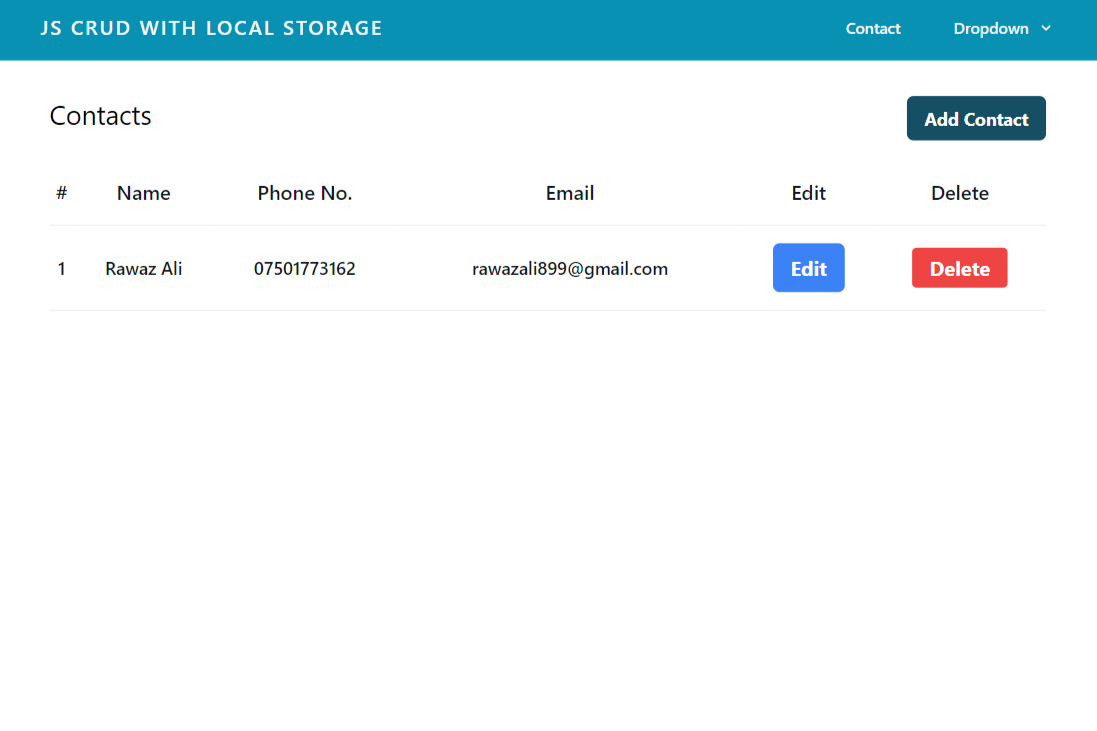 JS CRUD WITH LOCAL STORAGE Contact Dropdown
Contacts Add Contact
# Name Phone No. Email Edit Delete
1 Rawaz Ali 07501773162 rawazali899@gmail.com Edit Delete